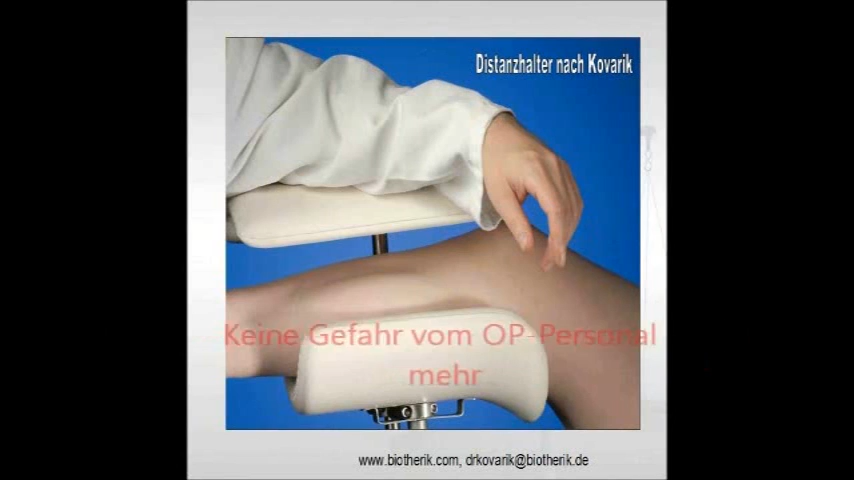 Distanzhalter nach Kovarik
Keine Gefahr vom OP-Personal
mehr
www.biotherik.com, drkovarik@biotherik.de